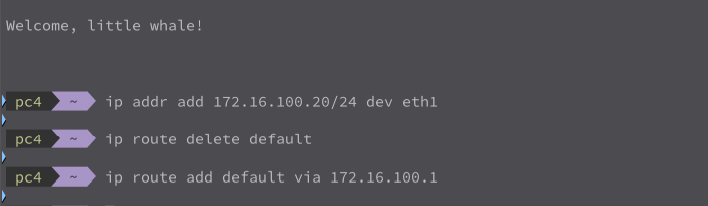 Welcome, little whale!
pc4 ~ ip addr add 172.16.100.20/24 dev eth1
pc4 ~ ip route delete default
pc4 ~ ip route add default via 172.16.100.1